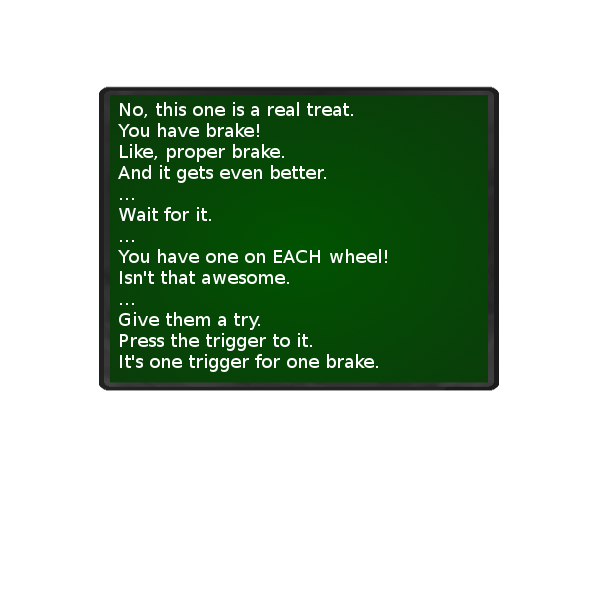 No, this one is a real treat.
You have brake!
Like, proper brake.
And it gets even better.
...
Wait for it.
...
You have one on EACH wheel!
Isn't that awesome.
...
Give them a try.
Press the trigger to it.
It's one trigger for one brake.